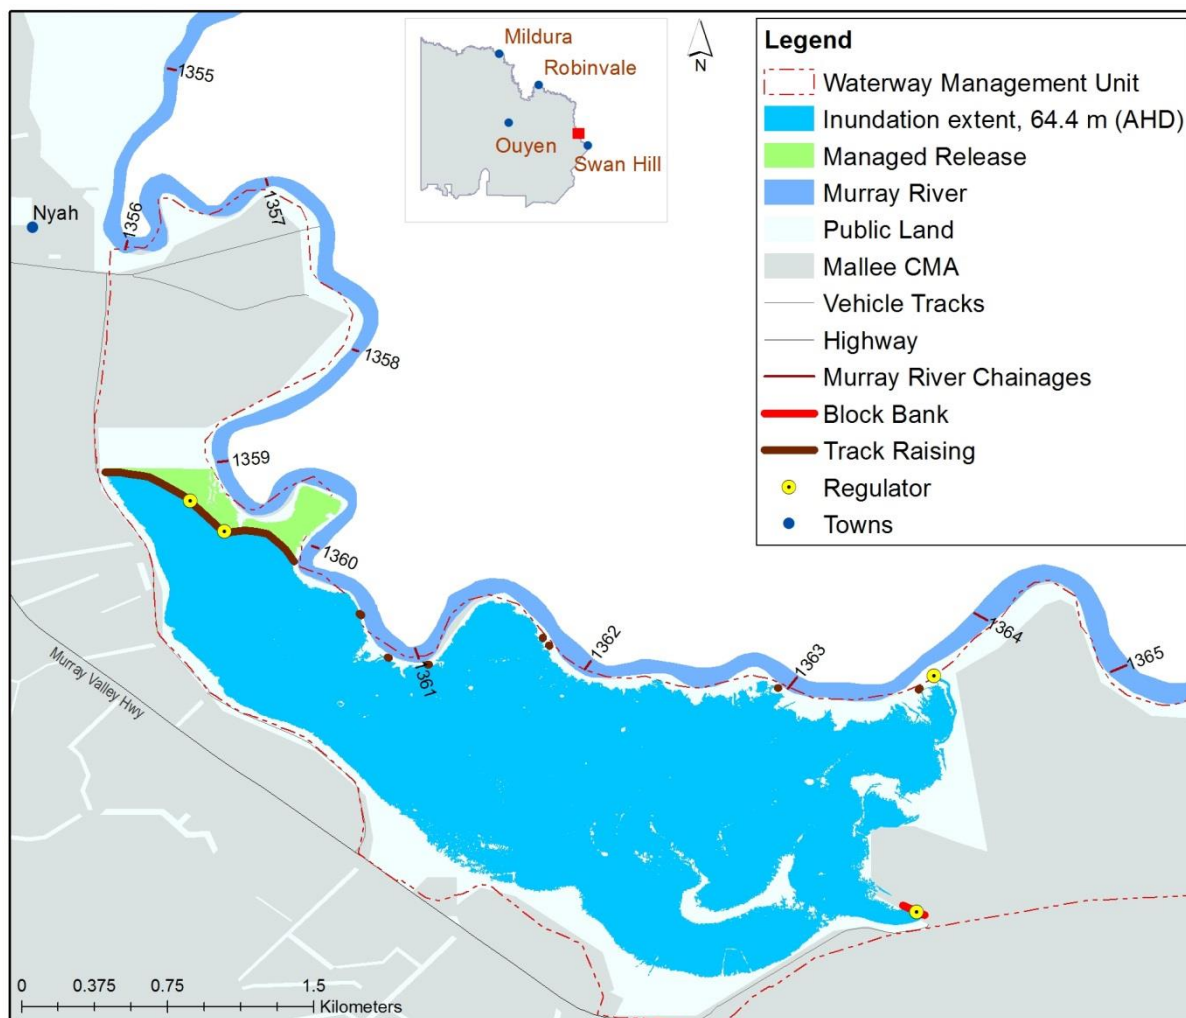 Mildura
Robinvale
Ouyen
Swan Hill
N
Legend
Waterway Management Unit
Inundation extent, 64.4 m (AHD)
Managed Release
Murray River
Public Land
Mallee CMA
Vehicle Tracks
Highway
Murray River Chainages
Block Bank
Track Raising
Regulator
Towns
1355
1356
1357
Nyah
1358
1359
1360
1361
1362
1363
1364
1365
Murray Valley Hwy
0 0.375 0.75 1.5
Kilometers